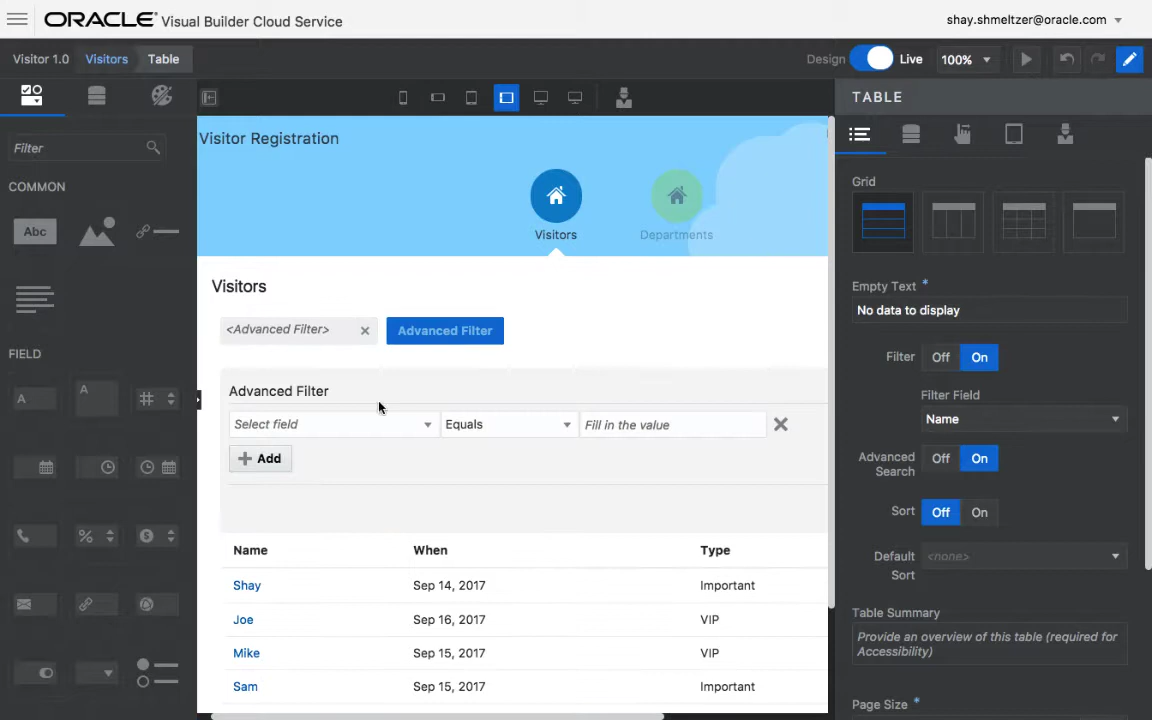 ORACLE Visual Builder Cloud Service
shay.shmeltzer@oracle.com
Visitor 1.0 Visitors Table
Design Live 100%
Filter
COMMON
Abc
FIELD
A
A
#
%
$
Visitor Registration
Visitors Departments
Visitors
<Advanced Filter> × Advanced Filter
Advanced Filter
Select field Equals Fill in the value
+ Add
Name When Type
Shay Sep 14, 2017 Important
Joe Sep 16, 2017 VIP
Mike Sep 15, 2017 VIP
Sam Sep 15, 2017 Important
TABLE
Grid
Empty Text *
No data to display
Filter Off On
Filter Field
Name
Advanced
Search Off On
Sort Off On
Default
Sort <none>
Table Summary
Provide an overview of this table (required for
Accessibility)
Page Size *